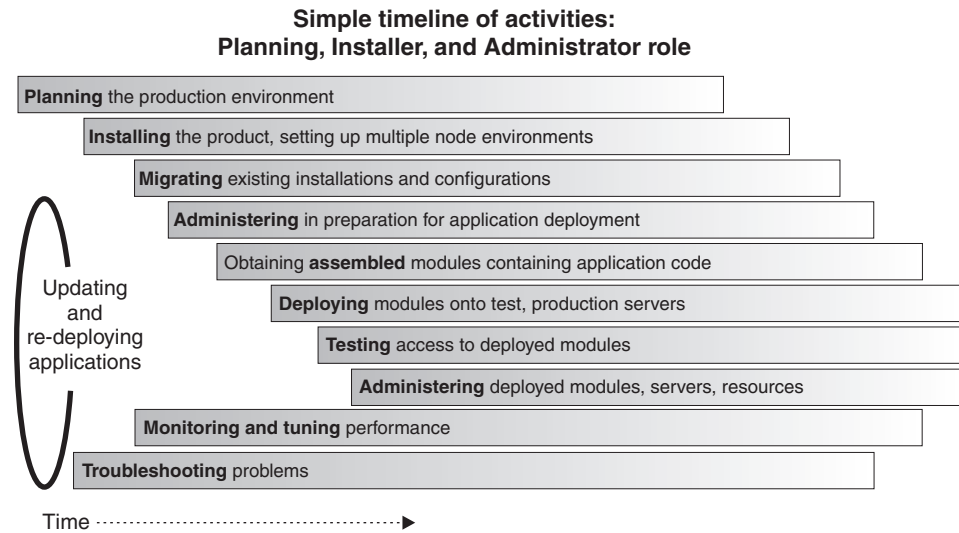 Simple timeline of activities:
Planning, Installer, and Administrator role
Planning the production environment
Installing the product, setting up multiple node environments
Migrating existing installations and configurations
Administering in preparation for application deployment
Obtaining assembled modules containing application code
Deploying modules onto test, production servers
Testing access to deployed modules
Administering deployed modules, servers, resources
Monitoring and tuning performance
Troubleshooting problems
Updating
and
re-deploying
applications
Time